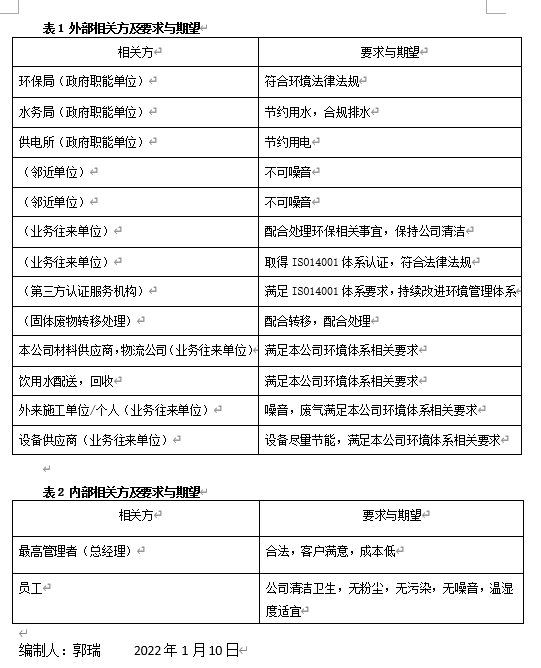 表1 外部相关方及要求与期望
相关方 要求与期望
环保局（政府职能单位） 符合环境法律法规
水务局（政府职能单位） 节约用水，合规排水
供电所（政府职能单位） 节约用电
（邻近单位） 不可噪音
（邻近单位） 不可噪音
（业务往来单位） 配合处理环保相关事宜，保持公司清洁
（业务往来单位） 取得 ISO14001 体系认证，符合法律法规
（第三方认证服务机构） 满足 ISO14001 体系要求，持续改进环境管理体系
（固体废物转移处理） 配合转移，配合处理
本公司材料供应商，物流公司（业务往来单位） 满足本公司环境体系相关要求
饮用水配送，回收 满足本公司环境体系相关要求
外来施工单位/个人（业务往来单位） 噪音，废气满足本公司环境体系相关要求
设备供应商（业务往来单位） 设备尽量节能，满足本公司环境体系相关要求
表2 内部相关方及要求与期望
相关方 要求与期望
最高管理者（总经理） 合法，客户满意，成本低
员工 公司清洁卫生，无粉尘，无污染，无噪音，温湿
度适宜
编制人：郭瑞 2022年1月10日